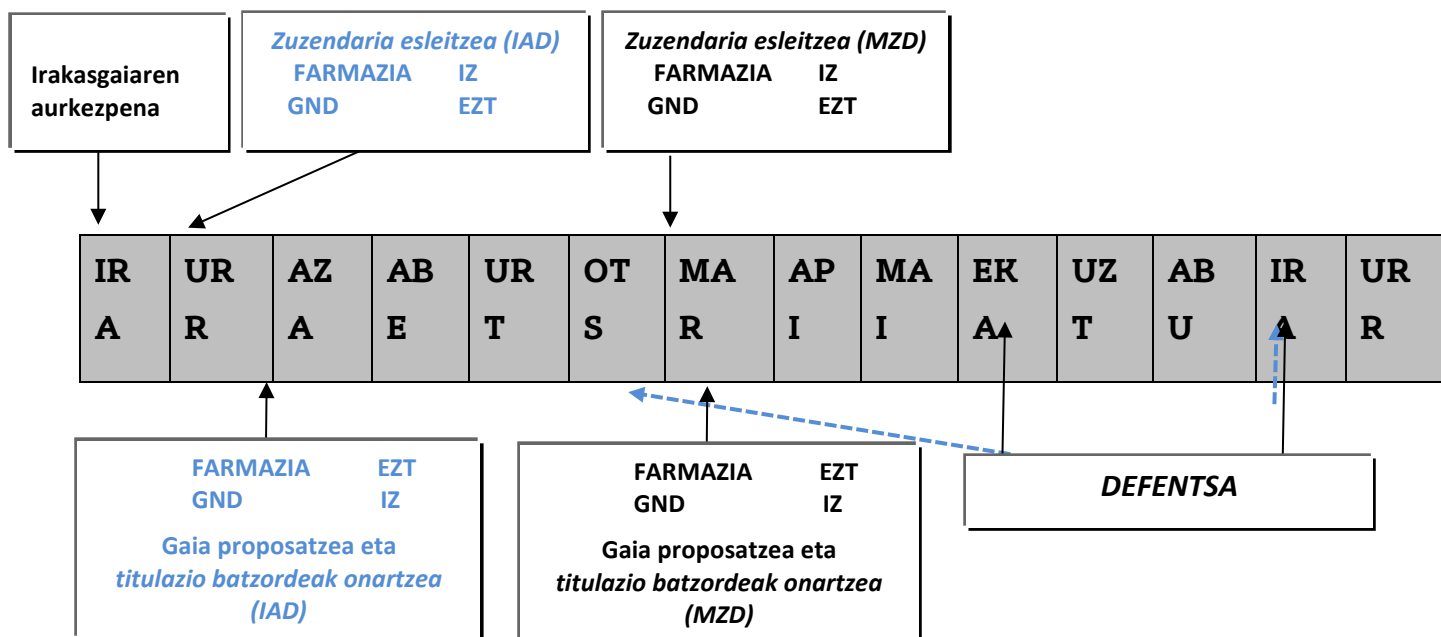 Irakasgaiaren
aurkezpena
Zuzendaria esleitzea (IAD)
FARMAZIA IZ
GND EZT
Zuzendaria esleitzea (MZD)
FARMAZIA IZ
GND EZT
IR UR AZ AB UR OT MA AP MA EK UZ AB IR UR
A R A E T S R I I A T U A R
FARMAZIA EZT
GND IZ
Gaia proposatzea eta
titulazio batzordeak onartzea
(IAD)
FARMAZIA EZT
GND IZ
Gaia proposatzea eta
titulazio batzordeak onartzea
(MZD)
DEFENTSA